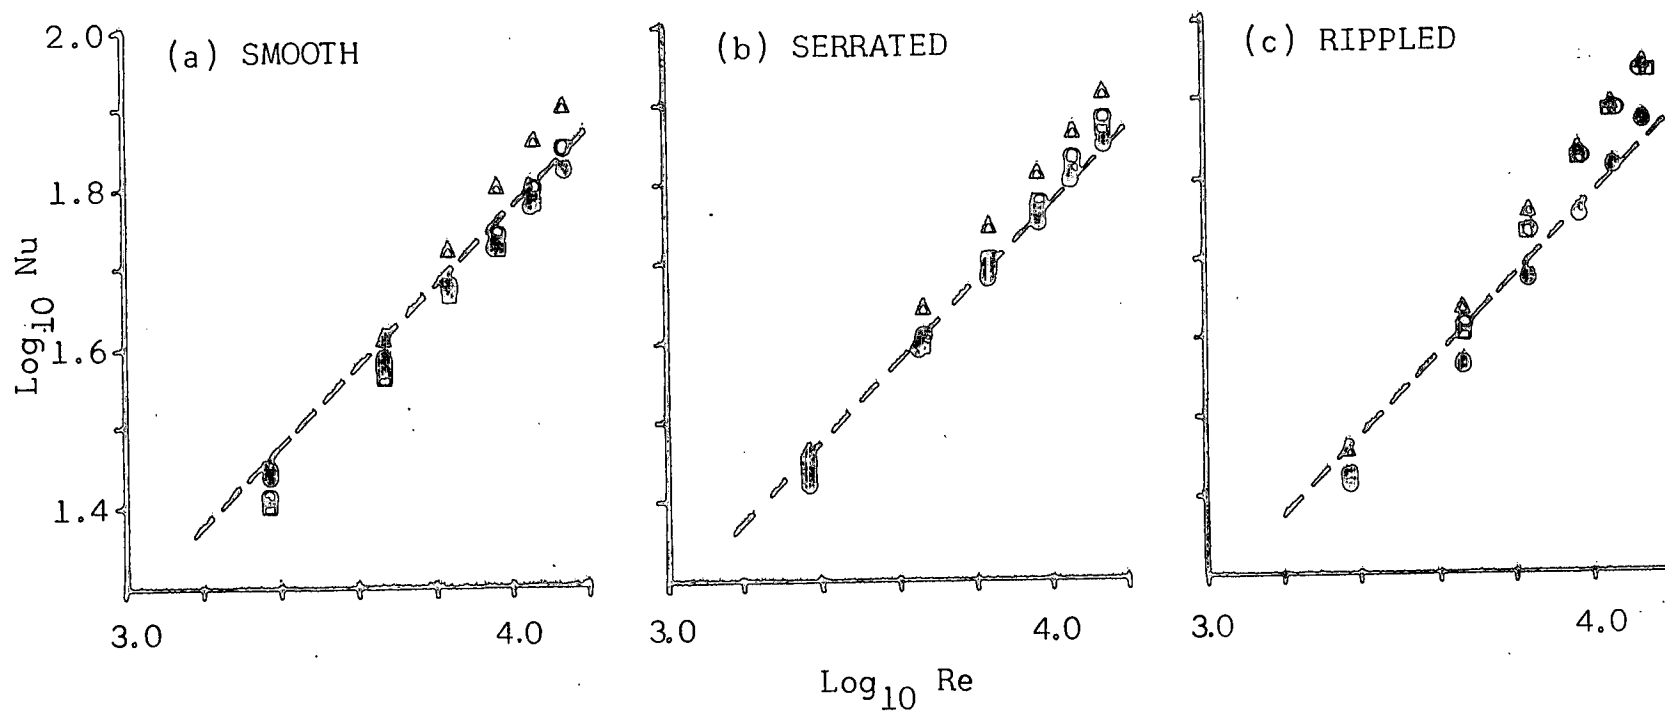 (a) SMOOTH
(b) SERRATED
(c) RIPPLED
2.0
1.8
1.6
1.4
Log10 Nu
3.0 4.0
3.0 4.0
3.0 4.0
Log10 Re